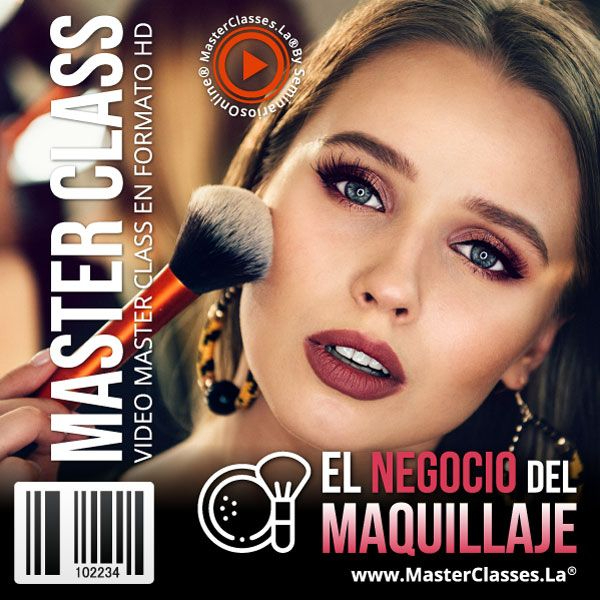 MASTER CLASS
VIDEO MASTER CLASS EN FORMATO HD
MasterClasses.La® By SeminariosOnline®
EL NEGOCIO DEL
MAQUILLAJE
102234
www.MasterClasses.La®